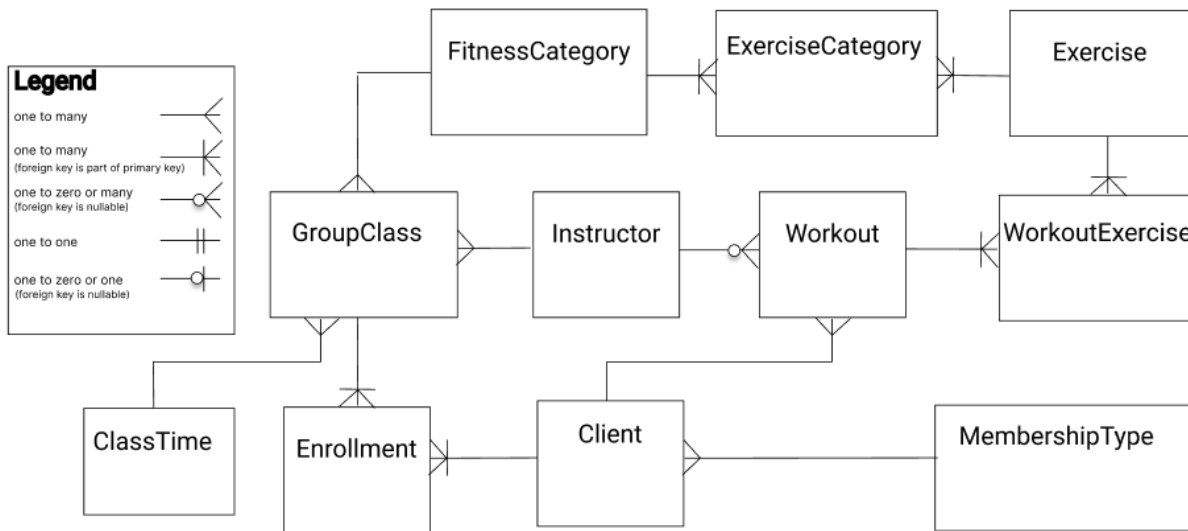 Legend
one to many
one to many
(foreign key is part of primary key)
one to zero or many
(foreign key is nullable)
one to one
one to zero or one
(foreign key is nullable)
FitnessCategory
ExerciseCategory
Exercise
GroupClass
Instructor
Workout
WorkoutExercise
ClassTime
Enrollment
Client
MembershipType